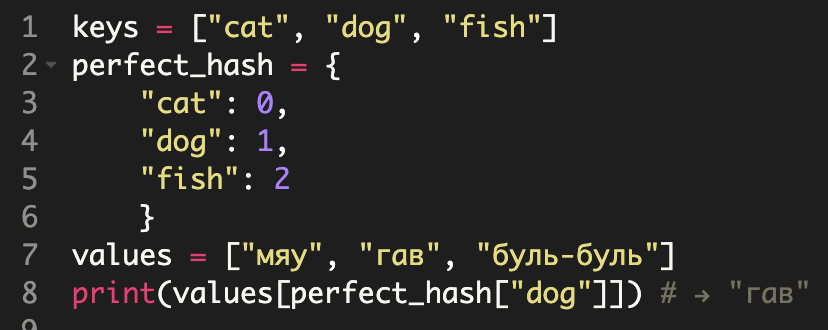 1 keys = ["cat", "dog", "fish"]
2 perfect_hash = {
3     "cat": 0,
4     "dog": 1,
5     "fish": 2
6     }
7 values = ["мяу", "гав", "буль-буль"]
8 print(values[perfect_hash["dog"]]) # → "гав"
9